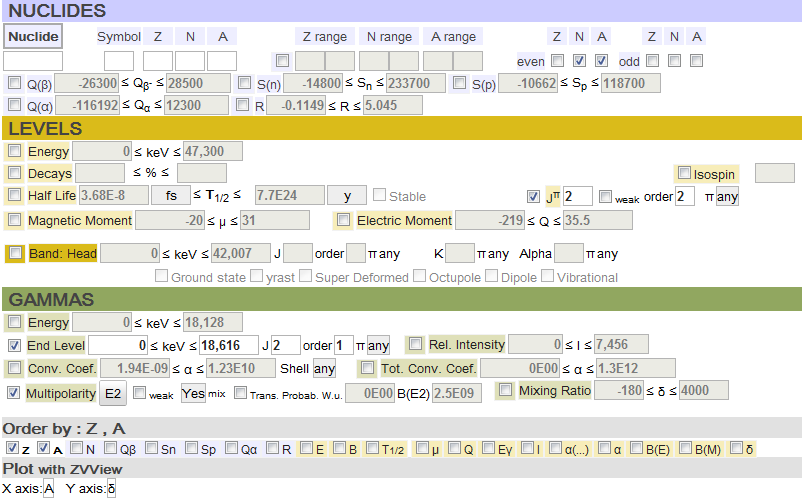 NUCLIDES
Nuclide Symbol Z N A Z range N range A range Z N A Z N A
even odd
Q(β) -26300 ≤ Qβ- ≤ 28500 S(n) -14800 ≤ Sn ≤ 233700 S(p) -10662 ≤ Sp ≤ 118700
Q(α) -116192 ≤ Qα ≤ 12300 R -0.1149 ≤ R ≤ 5.045
LEVELS
Energy 0 ≤ keV ≤ 47,300
Decays ≤ % ≤ Isospin
Half Life 3.68E-8 fs ≤ T1/2 ≤ 7.7E24 y Stable Jπ 2 weak order 2 π any
Magnetic Moment -20 ≤ μ ≤ 31 Electric Moment -219 ≤ Q ≤ 35.5
Band: Head 0 ≤ keV ≤ 42,007 J order π any K π any Alpha π any
Ground state yrast Super Deformed Octupole Dipole Vibrational
GAMMAS
Energy 0 ≤ keV ≤ 18,128
End Level 0 ≤ keV ≤ 18,616 J 2 order 1 π any Rel. Intensity 0 ≤ I ≤ 7,456
Conv. Coef. 1.94E-09 ≤ α ≤ 1.23E10 Shell any Tot. Conv. Coef. 0E00 ≤ α ≤ 1.3E12
Multipolarity E2 weak Yes mix Trans. Probab. W.u. 0E00 B(E2) 2.5E09 Mixing Ratio -180 ≤ δ ≤ 4000
Order by : Z , A
Z A N Qβ Sn Sp Qα R E B T1/2 μ Q Eγ I α(...) α B(E) B(M) δ
Plot with ZVView
X axis: A Y axis: δ